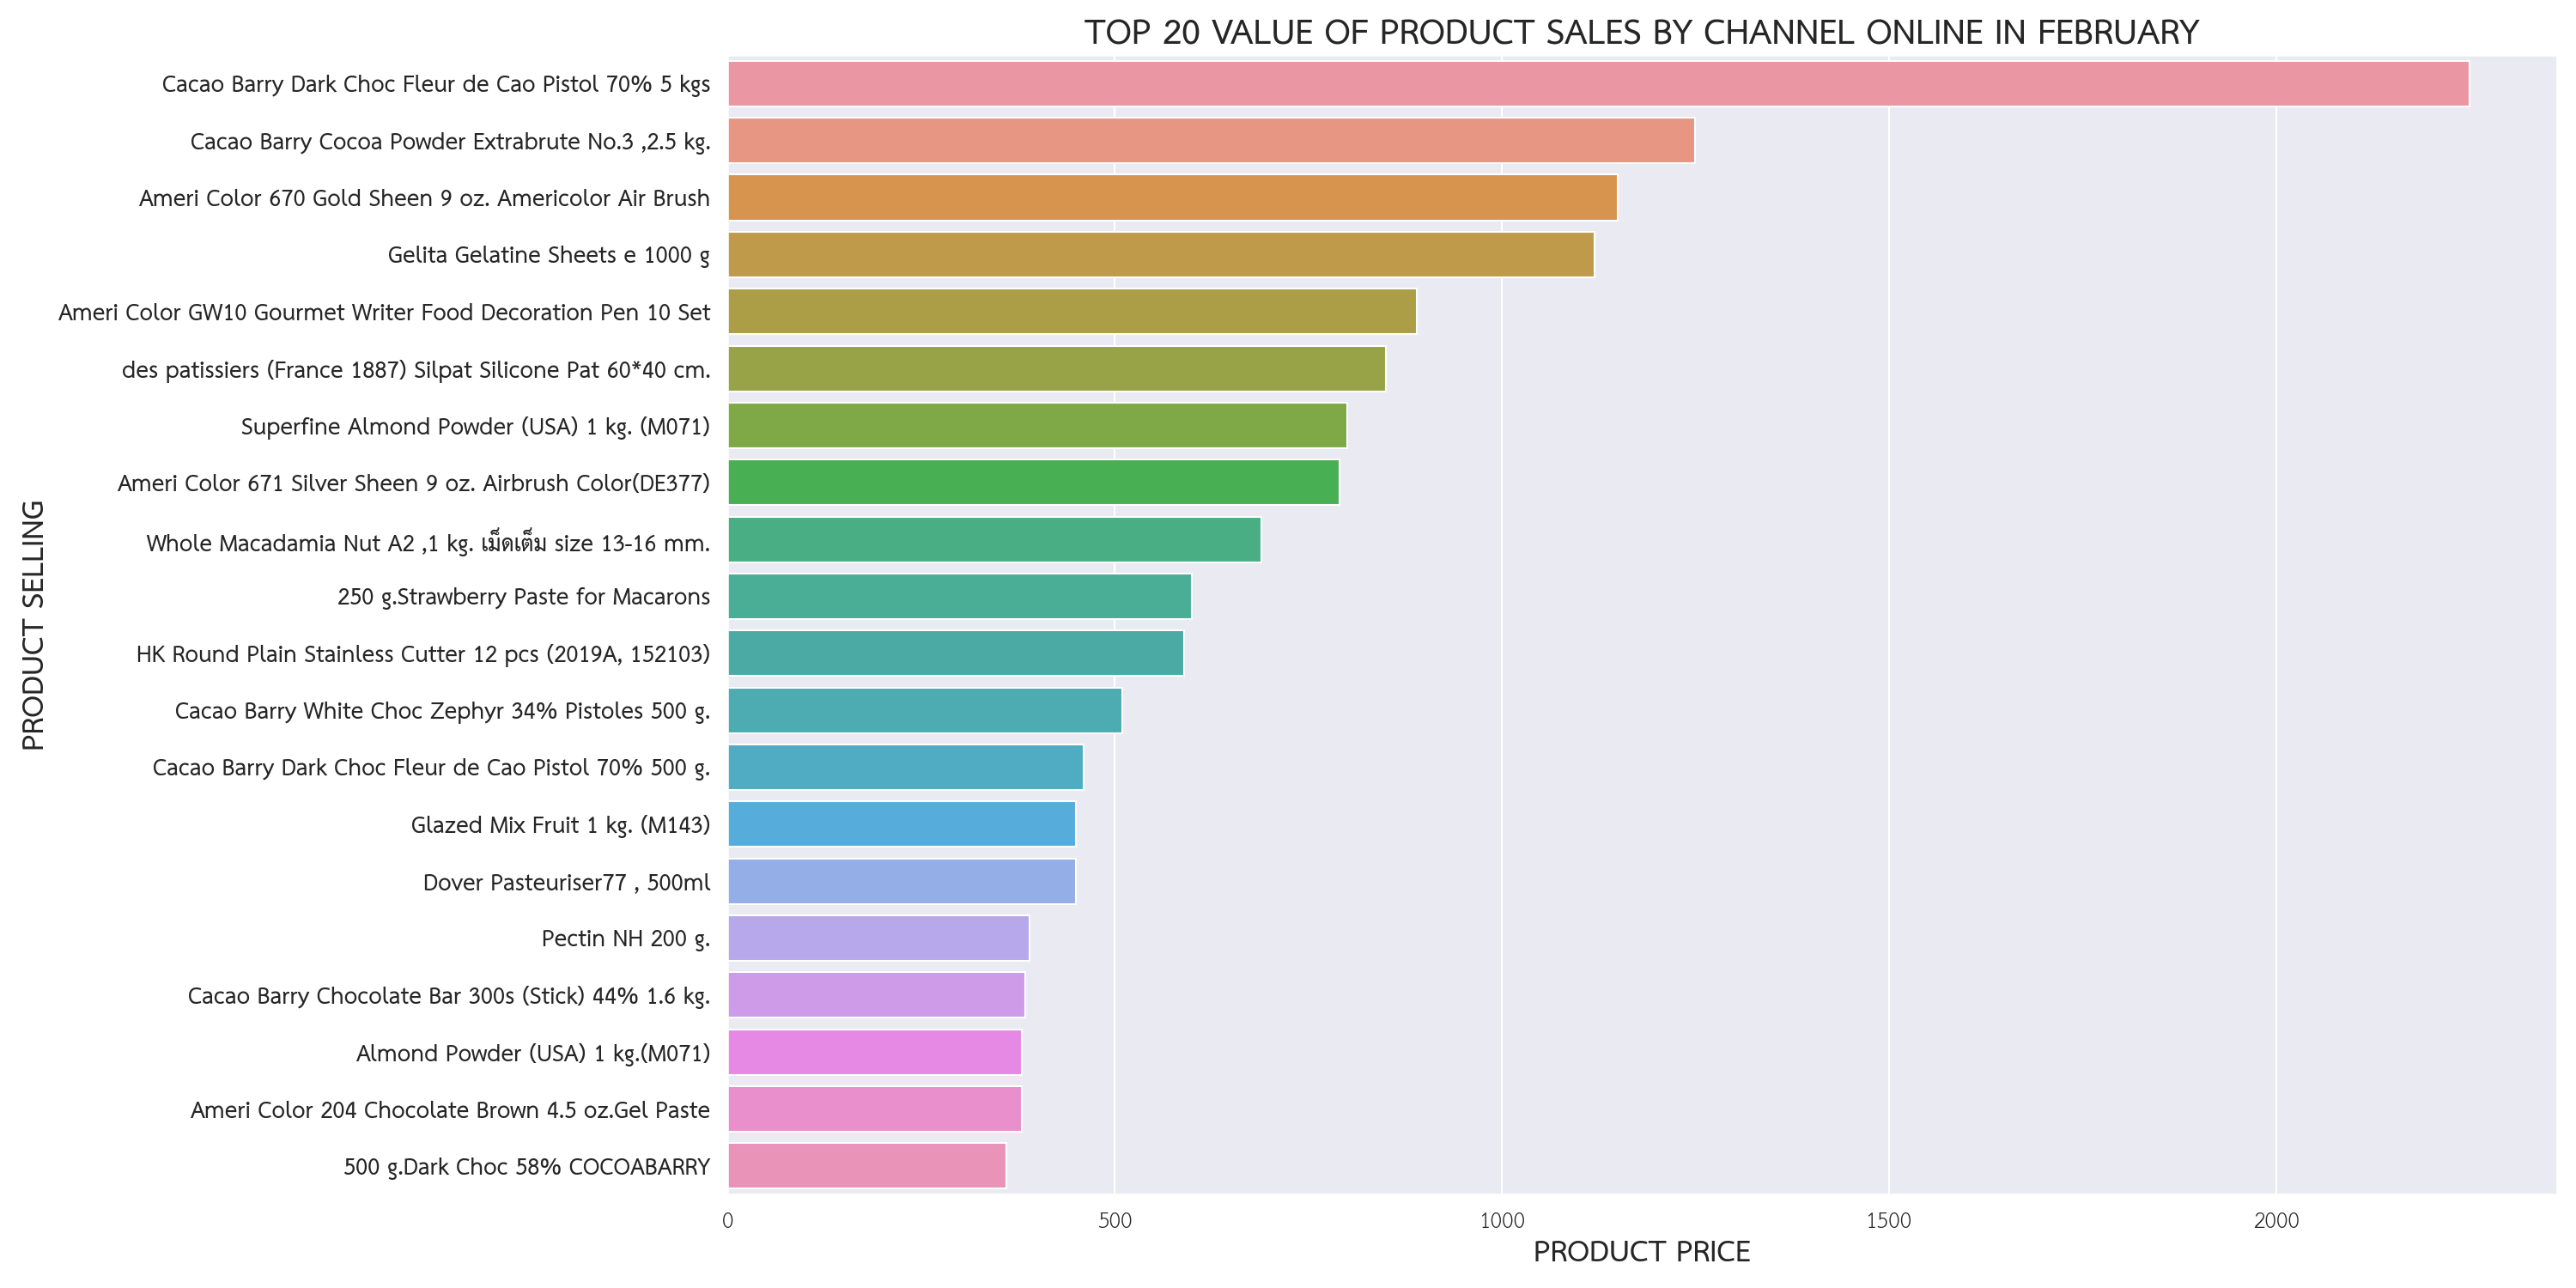 TOP 20 VALUE OF PRODUCT SALES BY CHANNEL ONLINE IN FEBRUARY
PRODUCT SELLING
Cacao Barry Dark Choc Fleur de Cao Pistol 70% 5 kgs
Cacao Barry Cocoa Powder Extrabrute No.3 ,2.5 kg.
Ameri Color 670 Gold Sheen 9 oz. Americolor Air Brush
Gelita Gelatine Sheets e 1000 g
Ameri Color GW10 Gourmet Writer Food Decoration Pen 10 Set
des patissiers (France 1887) Silpat Silicone Pat 60*40 cm.
Superfine Almond Powder (USA) 1 kg. (M071)
Ameri Color 671 Silver Sheen 9 oz. Airbrush Color(DE377)
Whole Macadamia Nut A2 ,1 kg. เม็ดเต็ม size 13-16 mm.
250 g.Strawberry Paste for Macarons
HK Round Plain Stainless Cutter 12 pcs (2019A, 152103)
Cacao Barry White Choc Zephyr 34% Pistoles 500 g.
Cacao Barry Dark Choc Fleur de Cao Pistol 70% 500 g.
Glazed Mix Fruit 1 kg. (M143)
Dover Pasteuriser77 , 500ml
Pectin NH 200 g.
Cacao Barry Chocolate Bar 300s (Stick) 44% 1.6 kg.
Almond Powder (USA) 1 kg.(M071)
Ameri Color 204 Chocolate Brown 4.5 oz.Gel Paste
500 g.Dark Choc 58% COCOABARRY
0 500 1000 1500 2000
PRODUCT PRICE